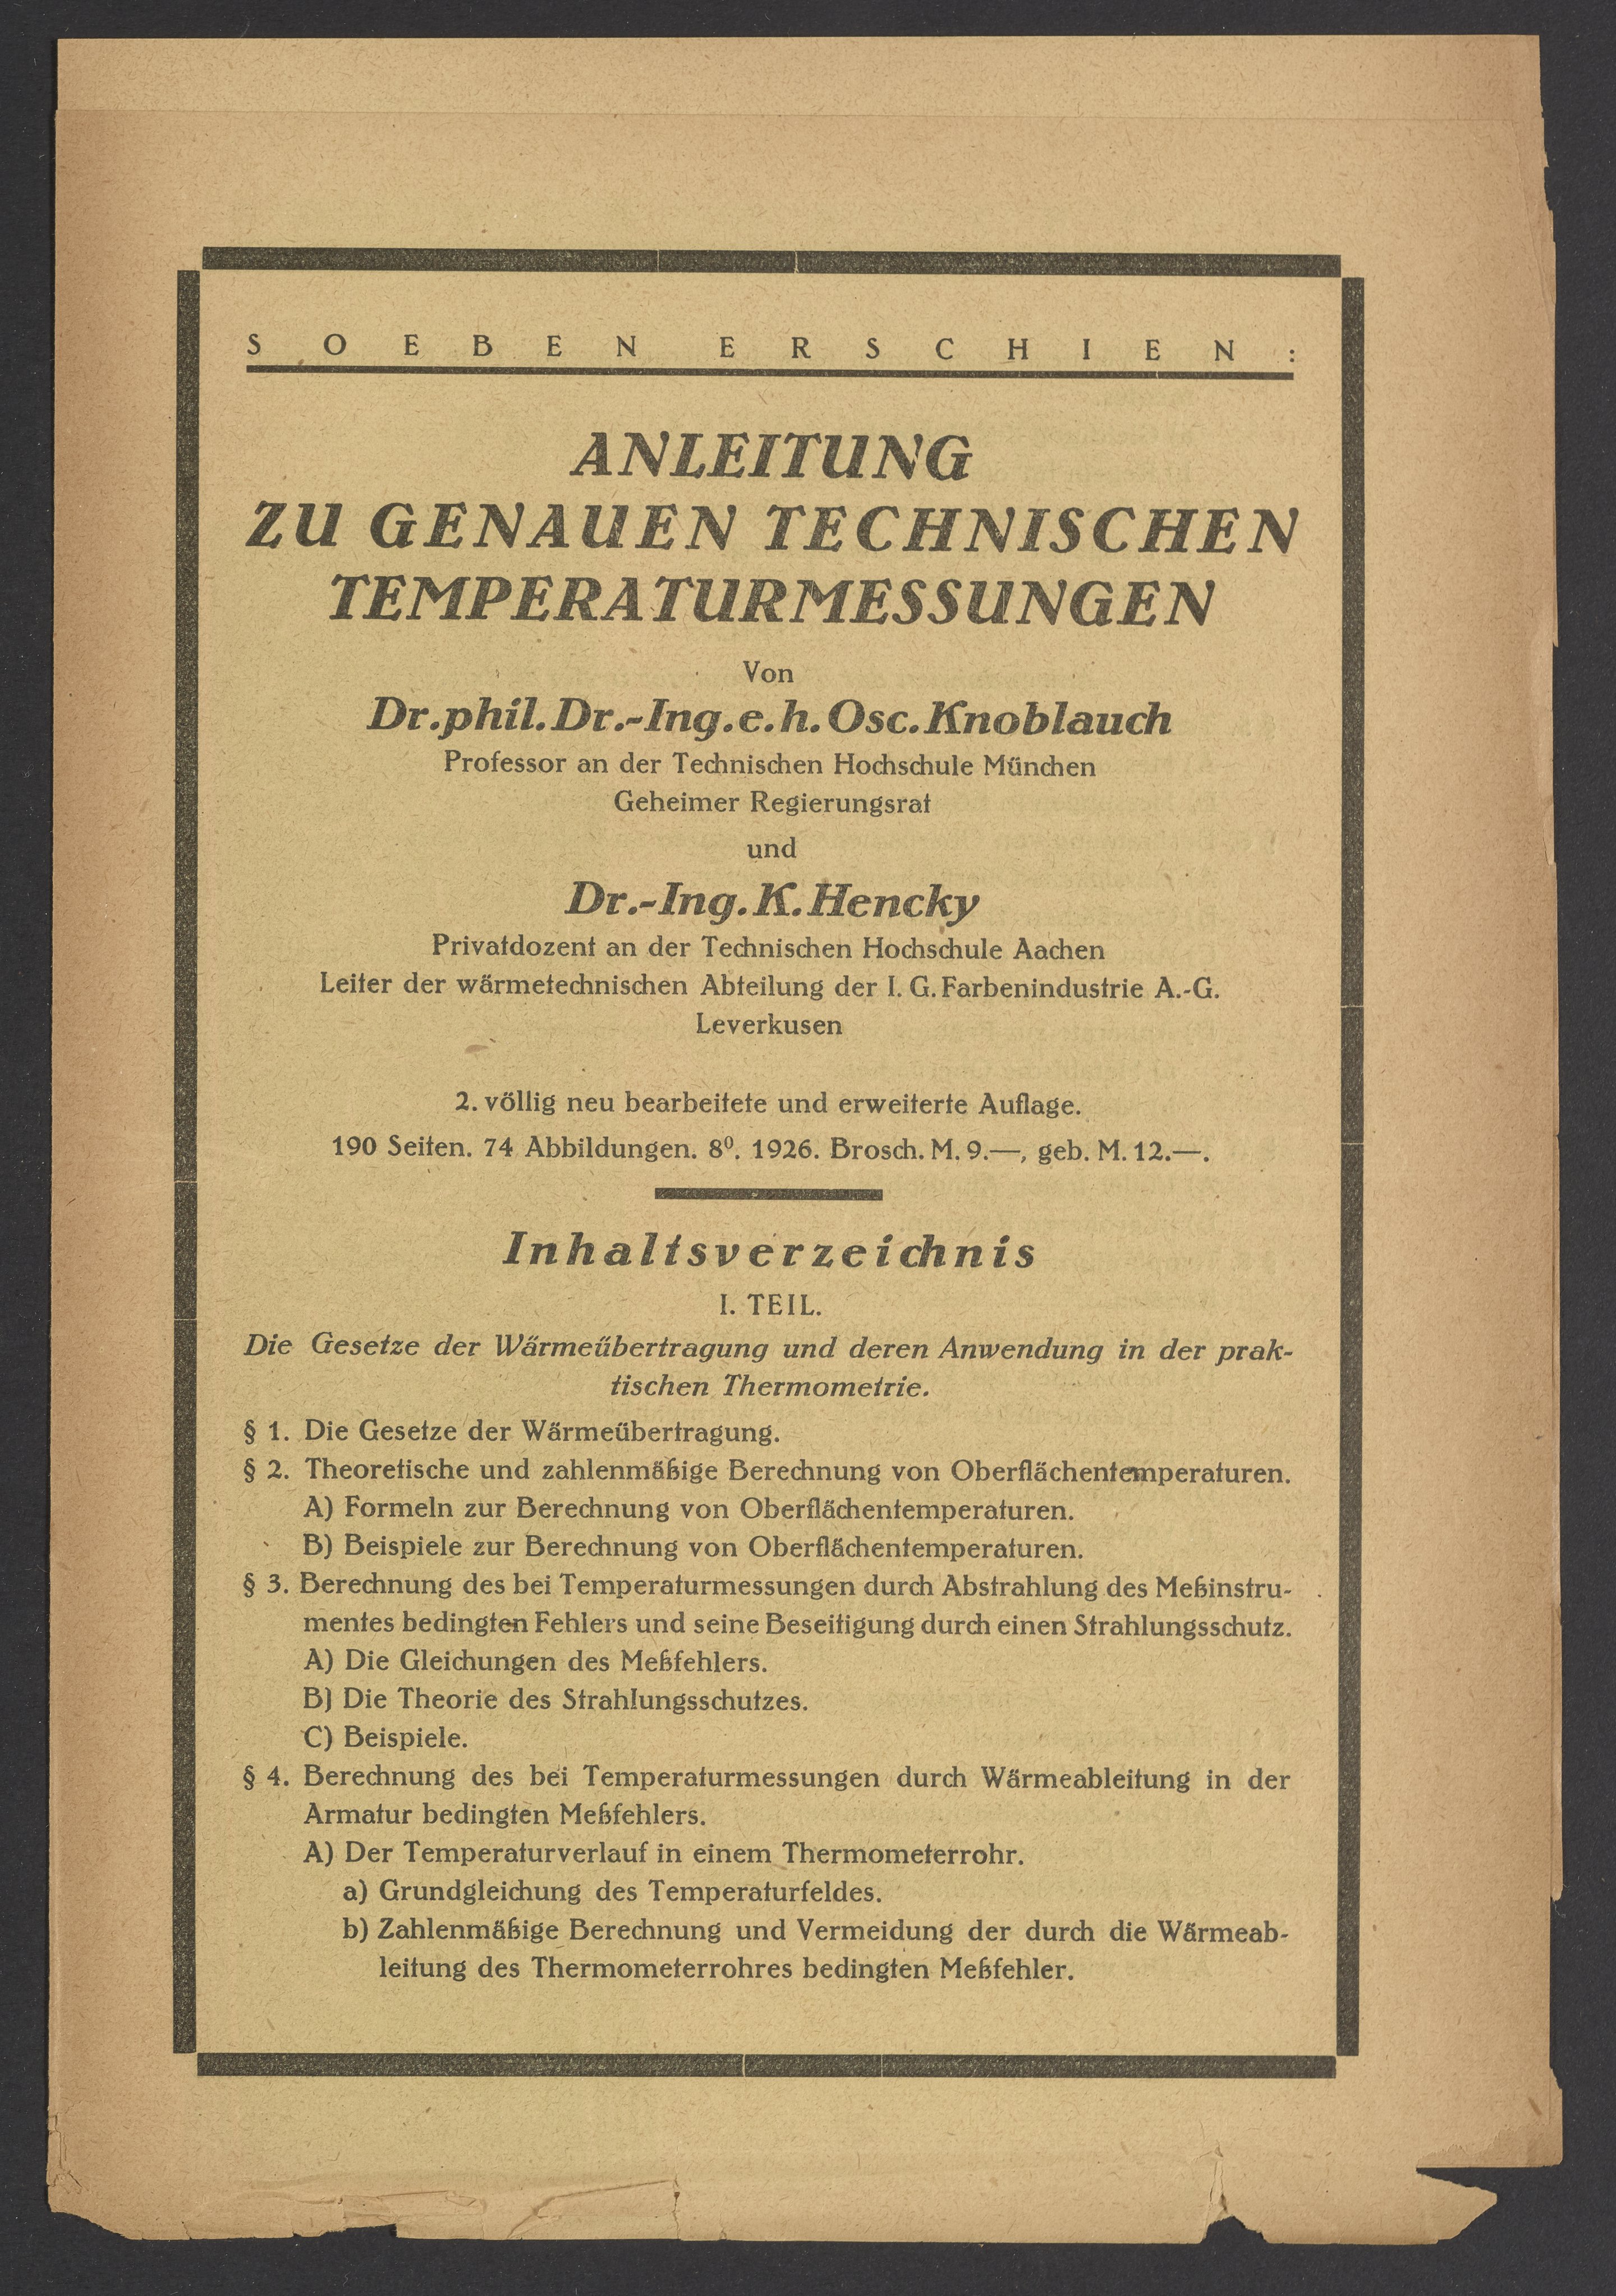 SOEBEN ERSCHIEN:
ANLEITUNG
ZU GENAUEN TECHNISCHEN
TEMPERATURMESSUNGEN
Von
Dr. phil. Dr.-Ing. e. h. Osc. Knoblauch
Professor an der Technischen Hochschule München
Geheimer Regierungsrat
und
Dr.-Ing. K. Hencky
Privatdozent an der Technischen Hochschule Aachen
Leiter der wärmetechnischen Abteilung der I. G. Farbenindustrie A.-G.
Leverkusen
2. völlig neu bearbeitete und erweiterte Auflage.
190 Seiten. 74 Abbildungen. 8⁰. 1926. Brosch. M. 9.—, geb. M. 12.—.
Inhaltsverzeichnis
I. TEIL.
Die Gesetze der Wärmeübertragung und deren Anwendung in der prak-
tischen Thermometrie.
§ 1. Die Gesetze der Wärmeübertragung.
§ 2. Theoretische und zahlenmäßige Berechnung von Oberflächentemperaturen.
A) Formeln zur Berechnung von Oberflächentemperaturen.
B) Beispiele zur Berechnung von Oberflächentemperaturen.
§ 3. Berechnung des bei Temperaturmessungen durch Abstrahlung des Meßinstru-
mentes bedingten Fehlers und seine Beseitigung durch einen Strahlungsschutz.
A) Die Gleichungen des Meßfehlers.
B) Die Theorie des Strahlungsschutzes.
C) Beispiele.
§ 4. Berechnung des bei Temperaturmessungen durch Wärmeableitung in der
Armatur bedingten Meßfehlers.
A) Der Temperaturverlauf in einem Thermometerrohr.
a) Grundgleichung des Temperaturfeldes.
b) Zahlenmäßige Berechnung und Vermeidung der durch die Wärmeab-
leitung des Thermometerrohres bedingten Meßfehler.